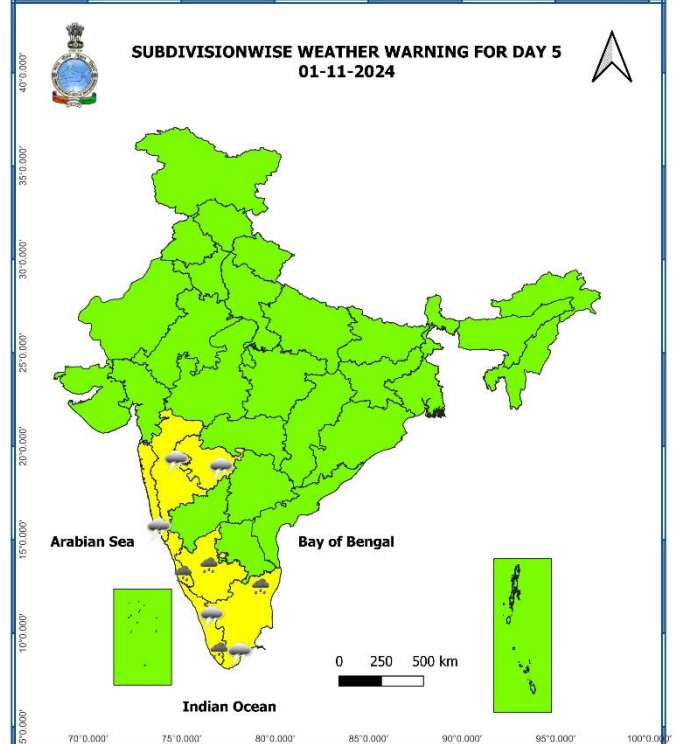 SUBDIVISIONWISE WEATHER WARNING FOR DAY 5
01-11-2024
40°0.000'
35°0.000'
30°0.000'
25°0.000'
20°0.000'
15°0.000'
10°0.000'
5°0.000'
Arabian Sea
Bay of Bengal
0 250 500 km
Indian Ocean
70°0.000' 75°0.000' 80°0.000' 85°0.000' 90°0.000' 95°0.000' 100°0.000'